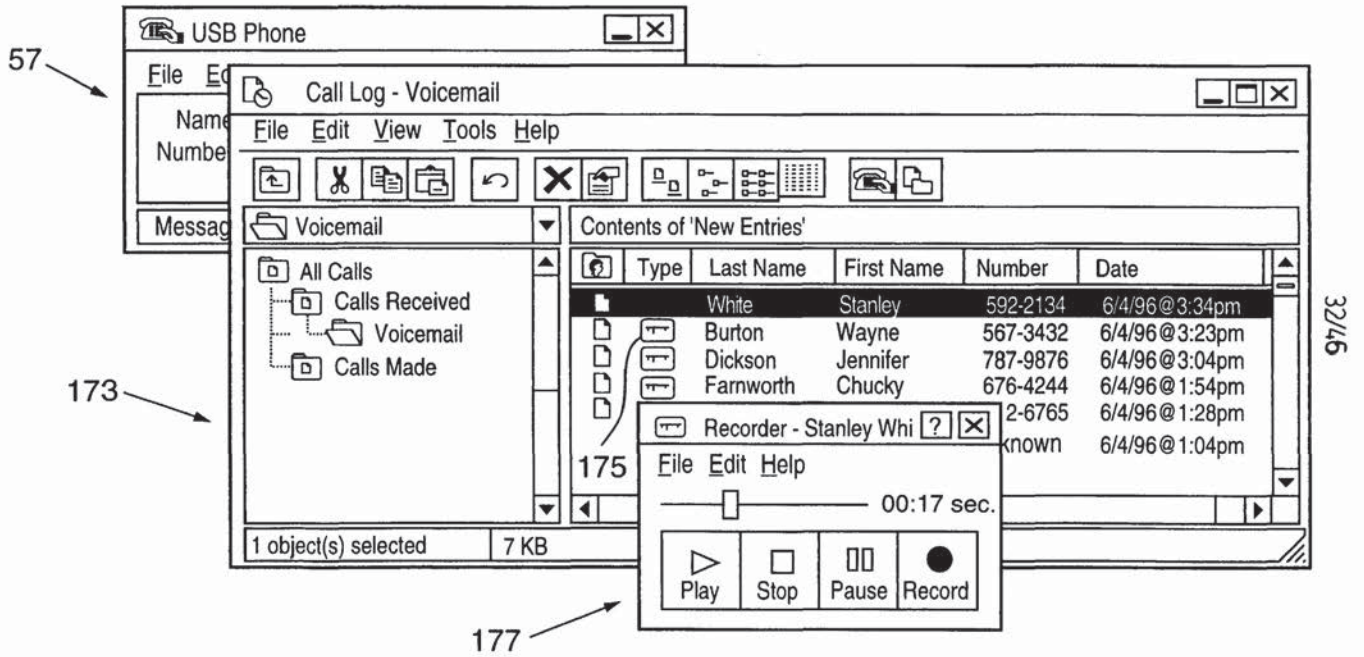 USB Phone
57
File Ed
Name
Numbe
Messag
Call Log - Voicemail
File Edit View Tools Help
Voicemail
Contents of 'New Entries'
All Calls
Calls Received
Voicemail
Calls Made
Type Last Name First Name Number Date
White Stanley 592-2134 6/4/96@3:34pm
Burton Wayne 567-3432 6/4/96@3:23pm
Dickson Jennifer 787-9876 6/4/96@3:04pm
Farnworth Chucky 676-4244 6/4/96@1:54pm
2-6765 6/4/96@1:28pm
known 6/4/96@1:04pm
173
175
Recorder - Stanley Whi ?
File Edit Help
00:17 sec.
Play Stop Pause Record
1 object(s) selected 7 KB
177
32/46